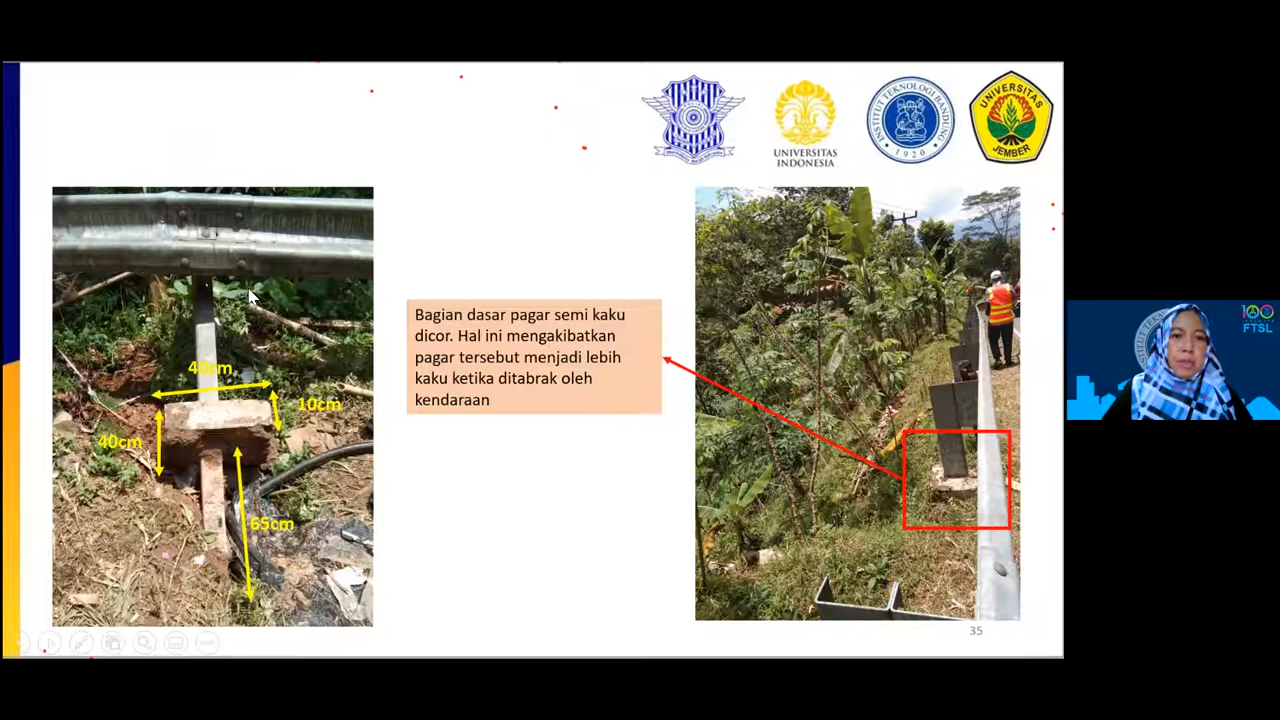 UNIVERSITAS
INDONESIA
INSTITUT TEKNOLOGI BANDUNG
1920
UNIVERSITAS
JEMBER
40cm
10cm
40cm
65cm
Bagian dasar pagar semi kaku
dicor. Hal ini mengakibatkan
pagar tersebut menjadi lebih
kaku ketika ditabrak oleh
kendaraan
35
100
FTSL